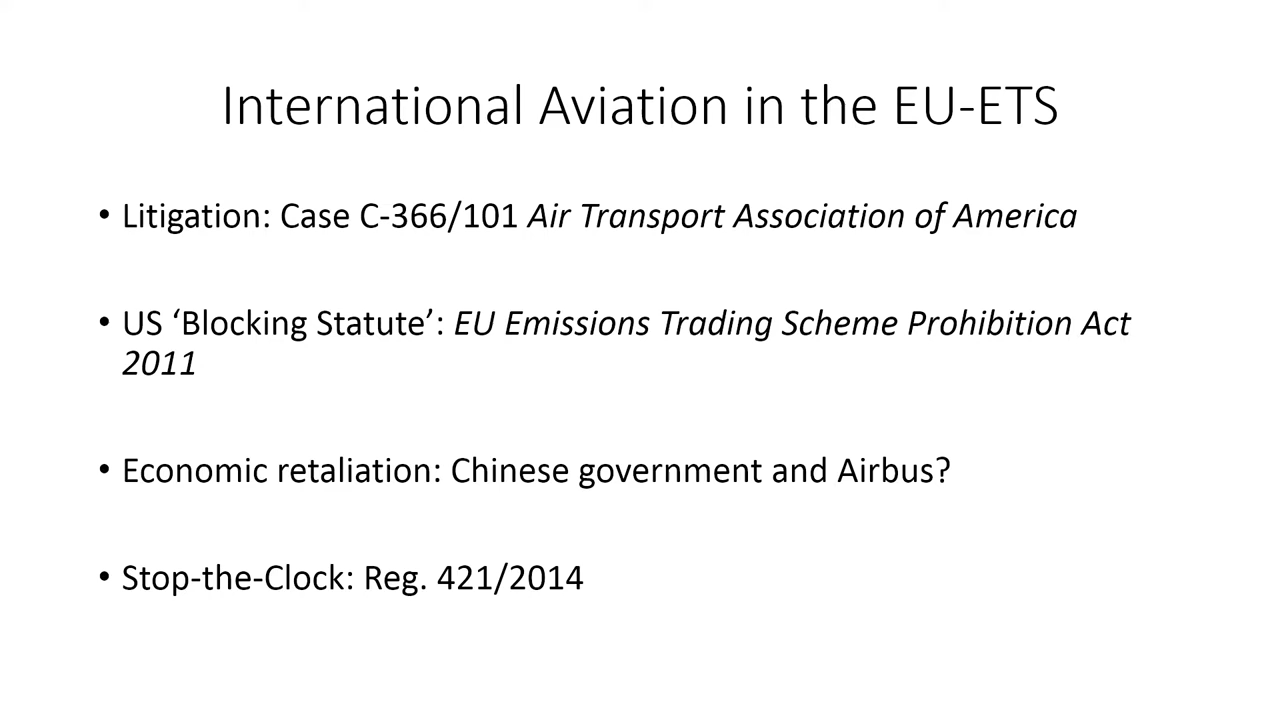 International Aviation in the EU-ETS
• Litigation: Case C-366/101 Air Transport Association of America
• US ‘Blocking Statute’: EU Emissions Trading Scheme Prohibition Act
2011
• Economic retaliation: Chinese government and Airbus?
• Stop-the-Clock: Reg. 421/2014